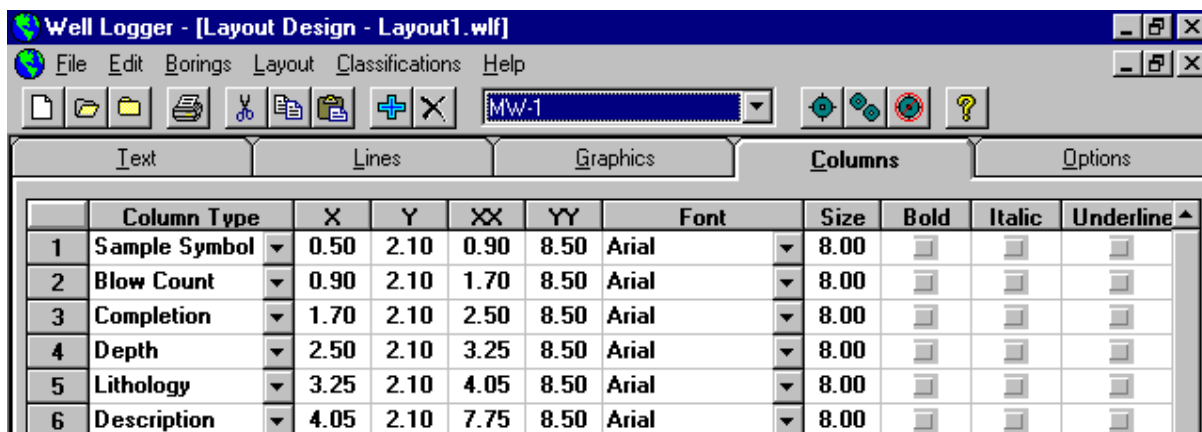 Well Logger - [Layout Design - Layout1.wlf]
File Edit Borings Layout Classifications Help
MW-1
Text Lines Graphics Columns Options
Column Type X Y XX YY Font Size Bold Italic Underline
1 Sample Symbol 0.50 2.10 0.90 8.50 Arial 8.00
2 Blow Count 0.90 2.10 1.70 8.50 Arial 8.00
3 Completion 1.70 2.10 2.50 8.50 Arial 8.00
4 Depth 2.50 2.10 3.25 8.50 Arial 8.00
5 Lithology 3.25 2.10 4.05 8.50 Arial 8.00
6 Description 4.05 2.10 7.75 8.50 Arial 8.00